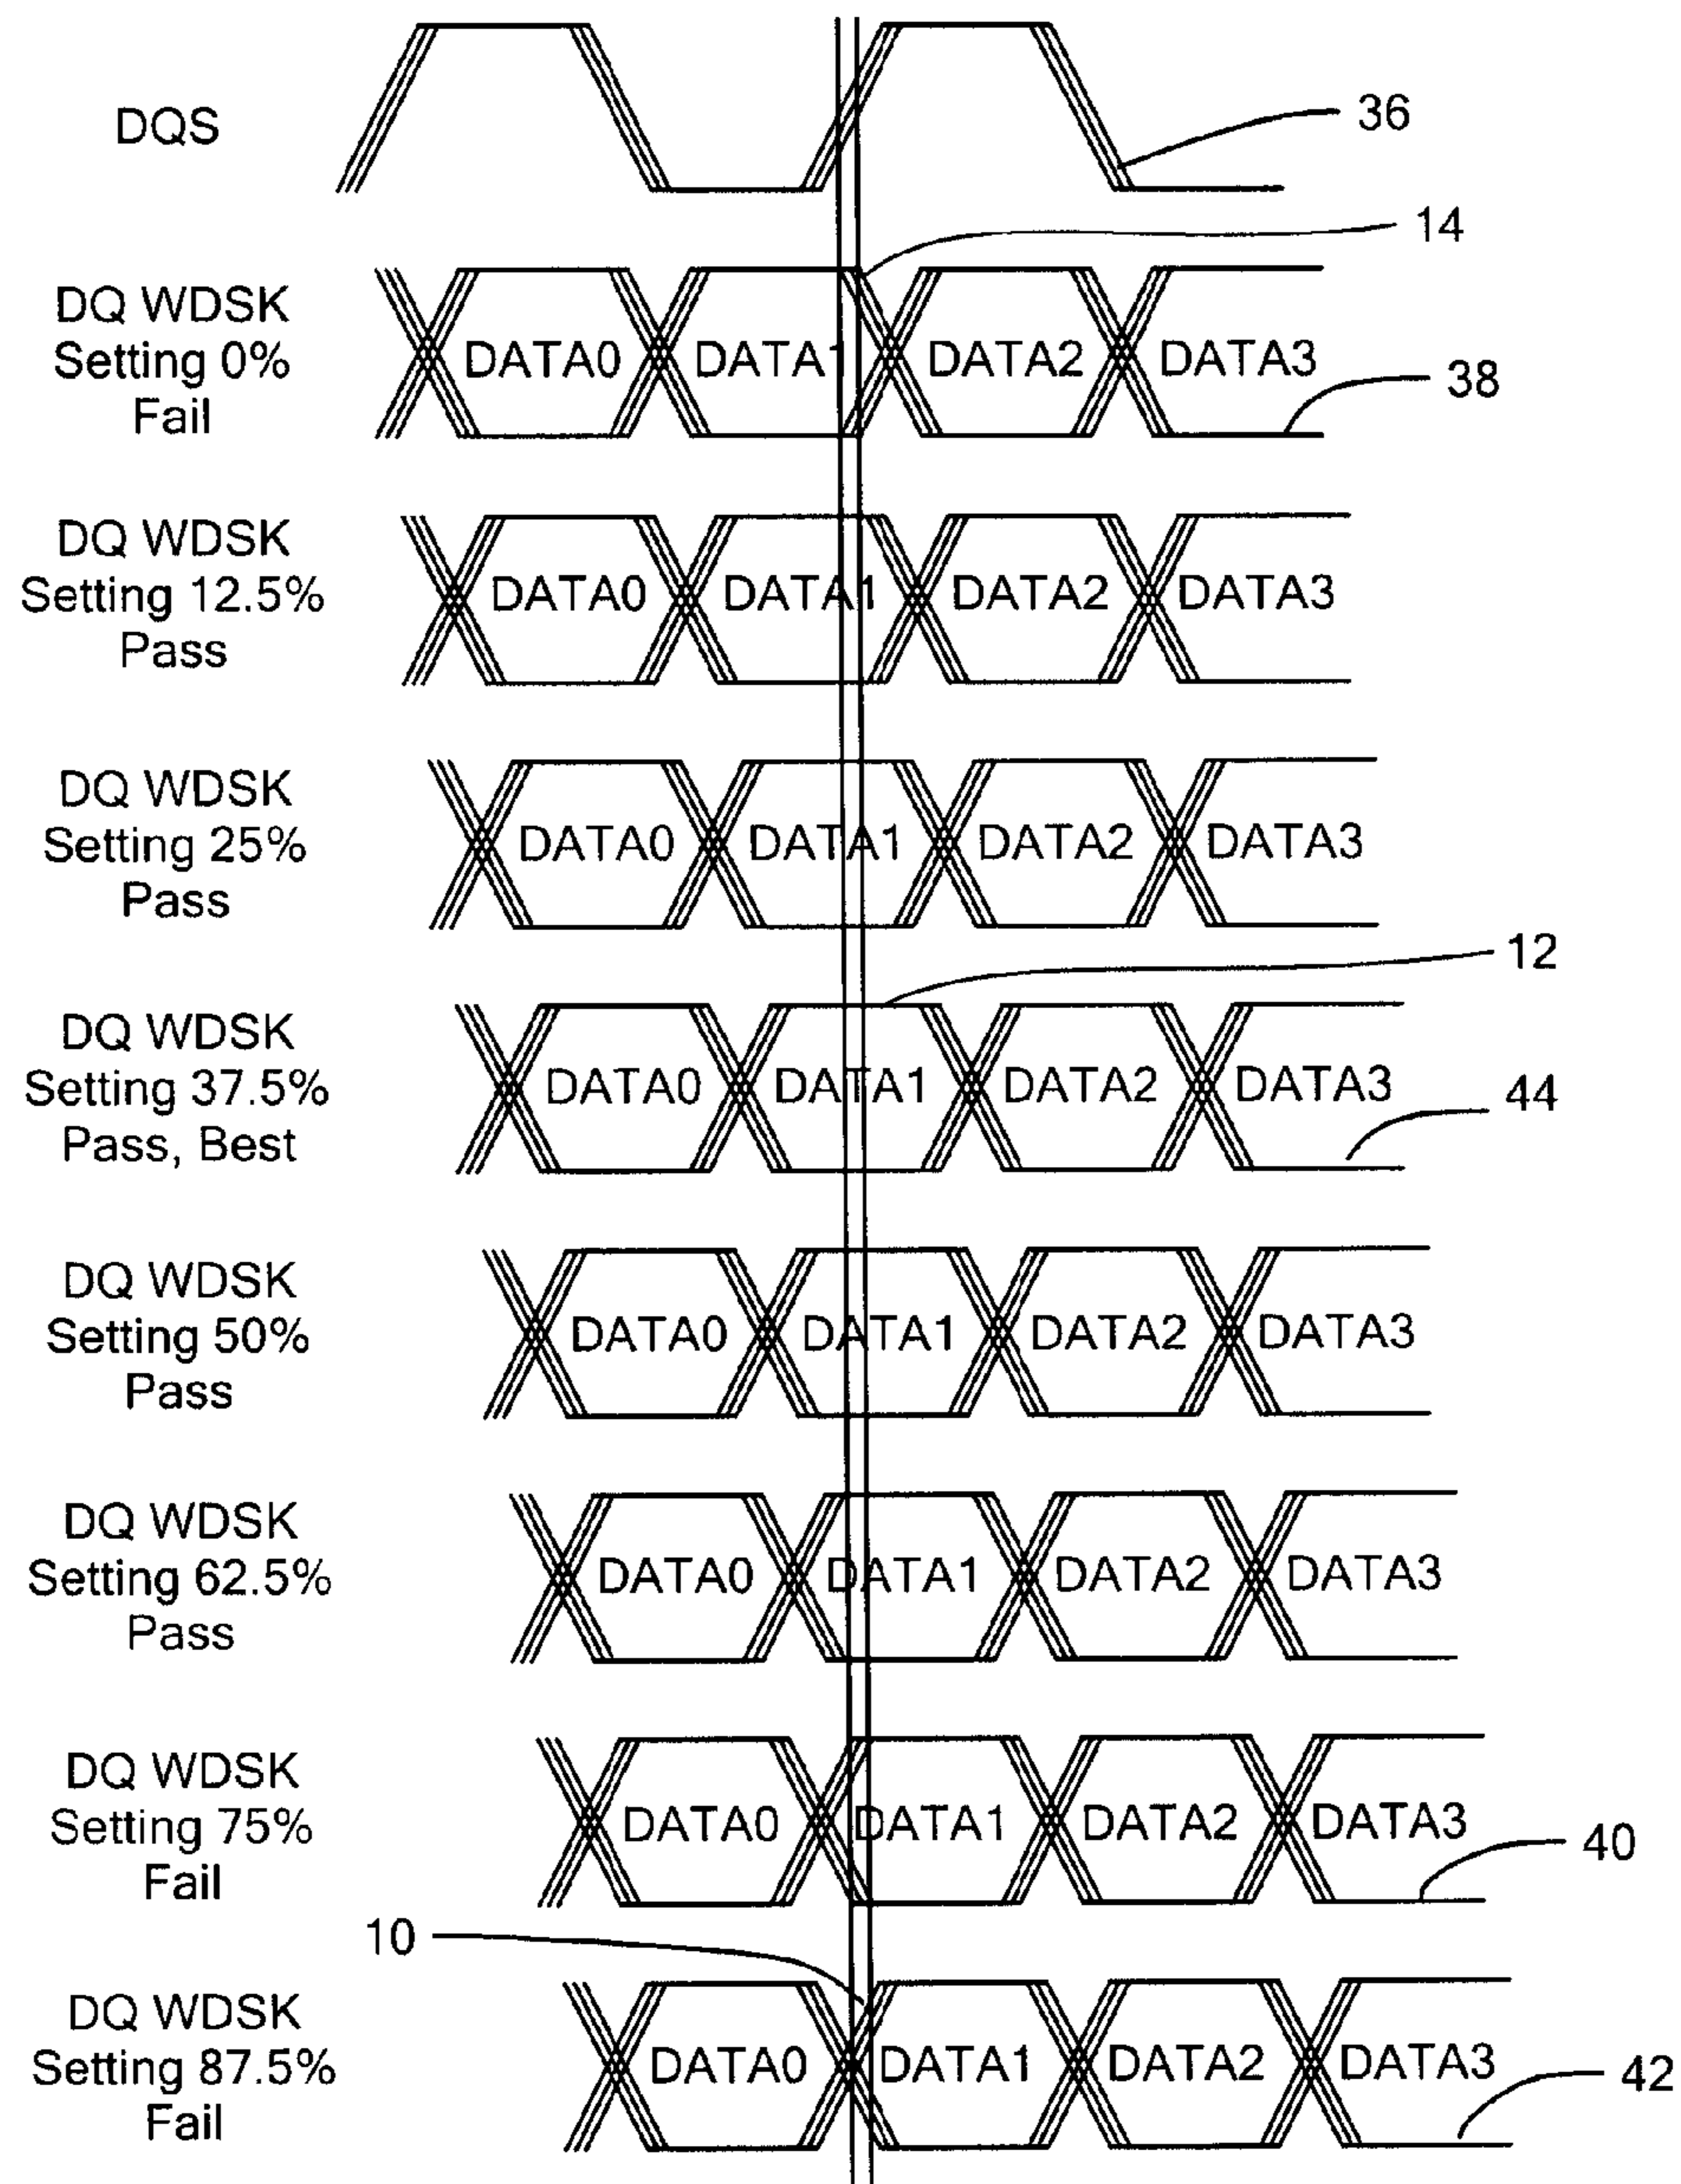 DQS
36
14
DQ WDSK
Setting 0%
Fail
DATA0 DATA1 DATA2 DATA3
38
DQ WDSK
Setting 12.5%
Pass
DATA0 DATA1 DATA2 DATA3
DQ WDSK
Setting 25%
Pass
DATA0 DATA1 DATA2 DATA3
12
DQ WDSK
Setting 37.5%
Pass, Best
DATA0 DATA1 DATA2 DATA3
44
DQ WDSK
Setting 50%
Pass
DATA0 DATA1 DATA2 DATA3
DQ WDSK
Setting 62.5%
Pass
DATA0 DATA1 DATA2 DATA3
DQ WDSK
Setting 75%
Fail
DATA0 DATA1 DATA2 DATA3
40
10
DQ WDSK
Setting 87.5%
Fail
DATA0 DATA1 DATA2 DATA3
42